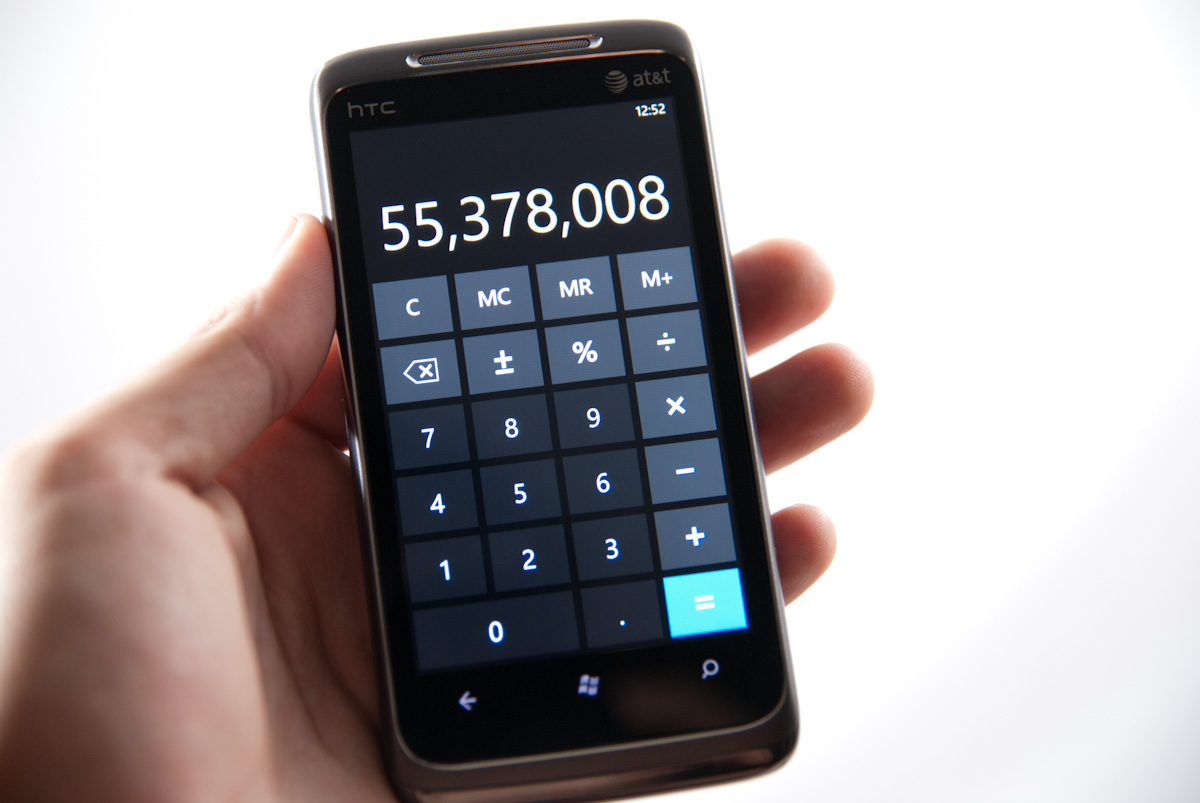 at&t
hTC
12:52
55,378,008
C MC MR M+
± % ÷
7 8 9 ×
4 5 6 −
1 2 3 +
0 . =